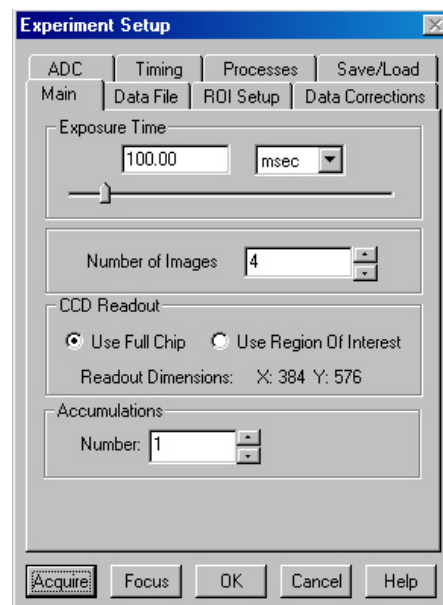 Experiment Setup
ADC Timing Processes Save/Load
Main Data File ROI Setup Data Corrections
Exposure Time
100.00 msec
Number of Images 4
CCD Readout
Use Full Chip Use Region Of Interest
Readout Dimensions: X: 384 Y: 576
Accumulations
Number: 1
Acquire Focus OK Cancel Help